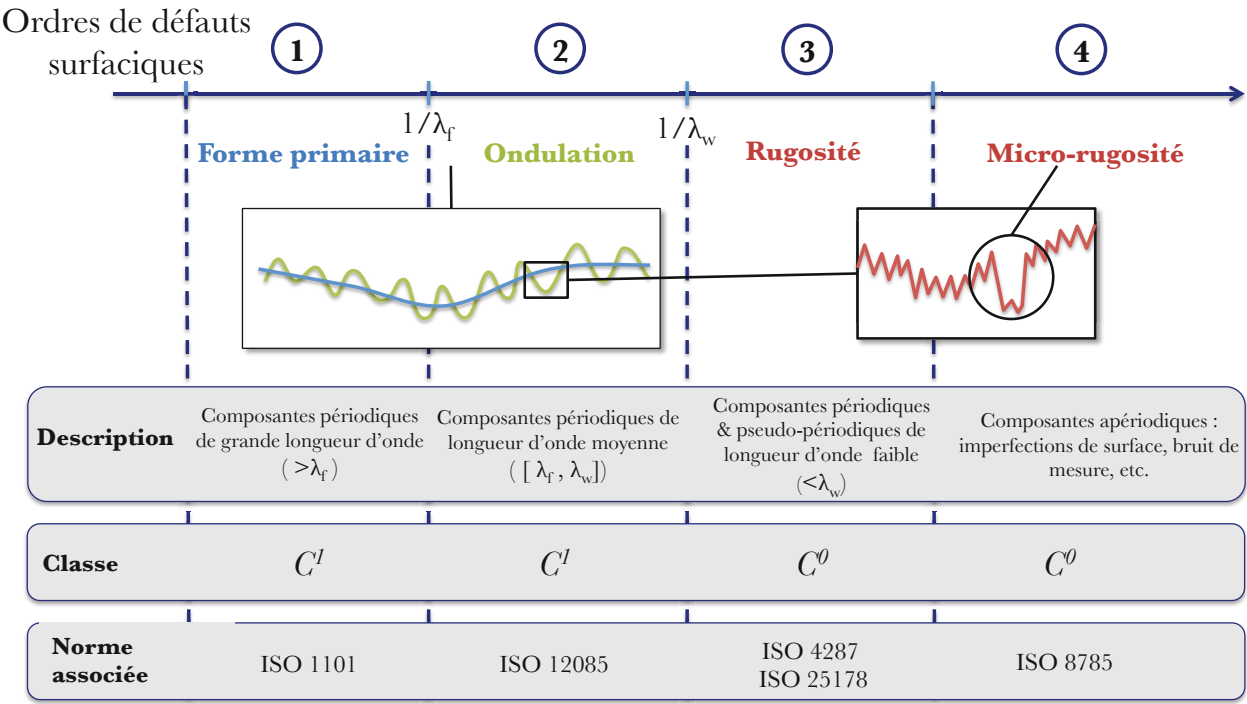 Ordres de défauts
surfaciques
1
2
3
4
1/λf
1/λw
Forme primaire
Ondulation
Rugosité
Micro-rugosité
Description
Composantes périodiques
de grande longueur d'onde
( >λf )
Composantes périodiques de
longueur d'onde moyenne
( [ λf , λw])
Composantes périodiques
& pseudo-périodiques de
longueur d'onde faible
(<λw)
Composantes apériodiques :
imperfections de surface, bruit de
mesure, etc.
Classe
C¹
C¹
C⁰
C⁰
Norme
associée
ISO 1101
ISO 12085
ISO 4287
ISO 25178
ISO 8785